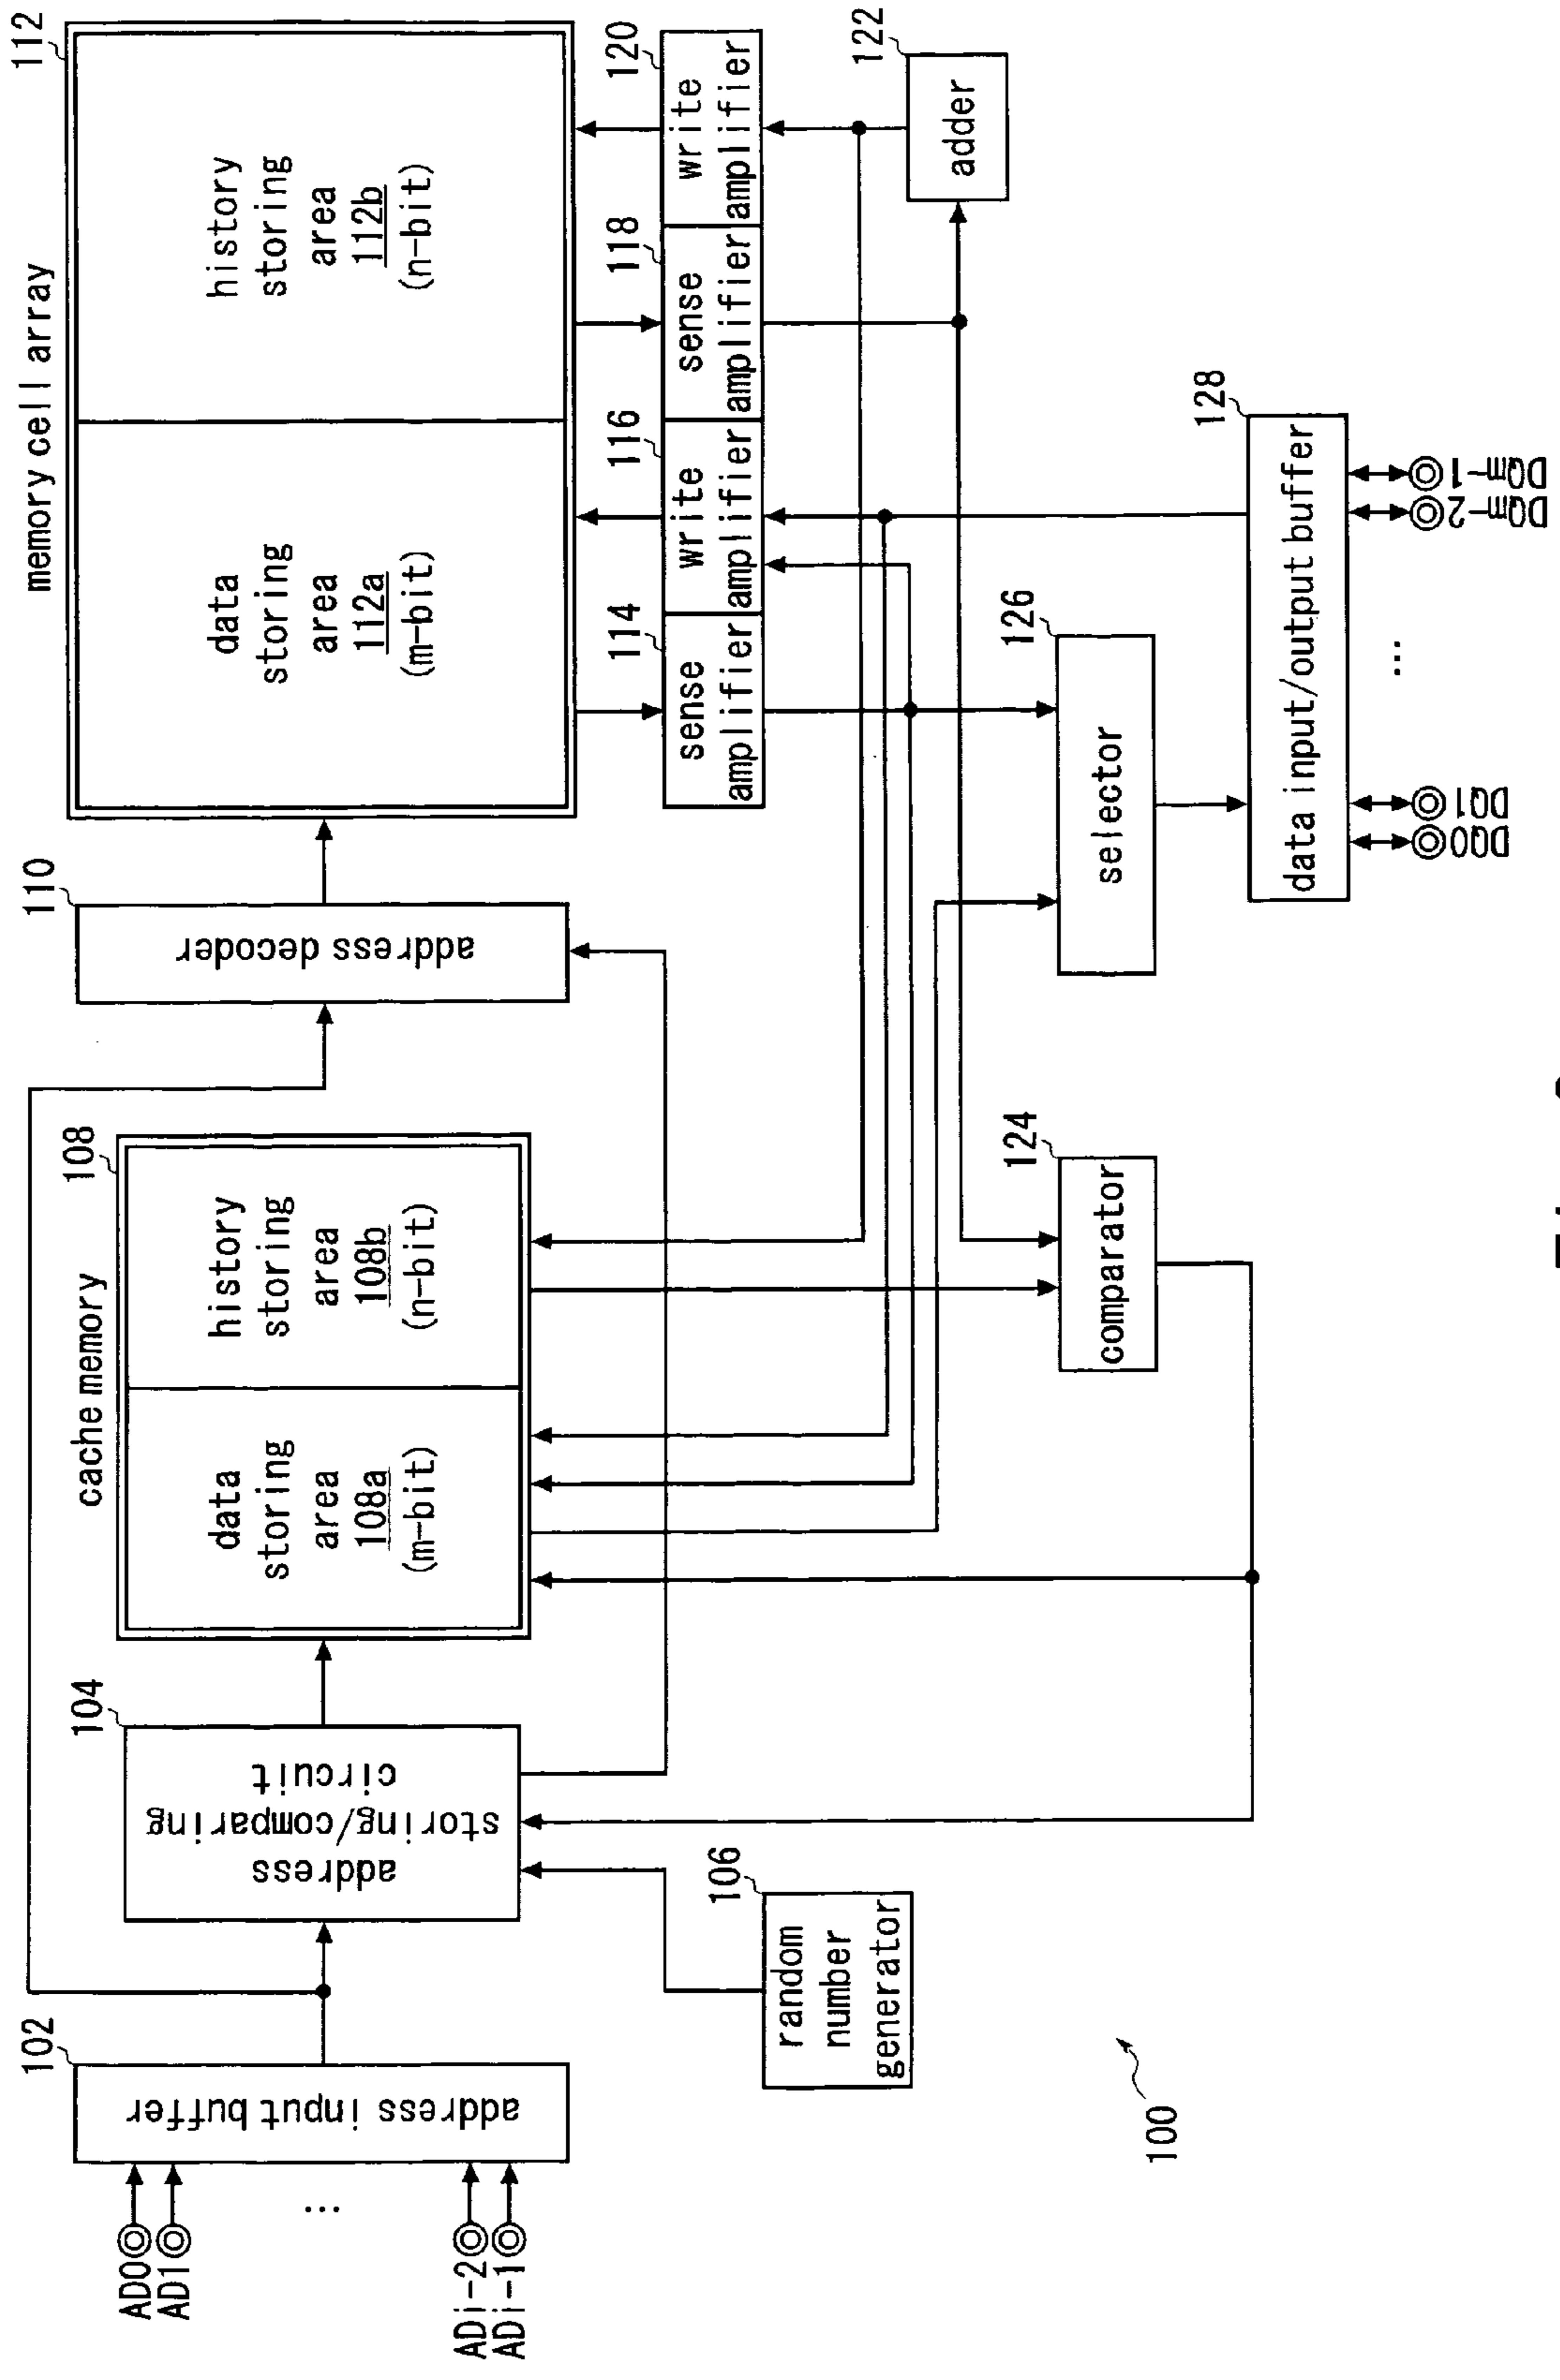 memory cell array
112
history
storing
area
112b
(n-bit)
data
storing
area
112a
(m-bit)
110
address decoder
cache memory
108
history
storing
area
108b
(n-bit)
data
storing
area
108a
(m-bit)
104
address
storing/comparing
circuit
102
address input buffer
AD0
AD1
...
ADi-2
ADi-1
106
random
number
generator
114
sense
amplifier
116
write
amplifier
118
sense
amplifier
120
write
amplifier
122
adder
124
comparator
126
selector
128
data input/output buffer
DQ0
DQ1
...
DQm-2
DQm-1
100